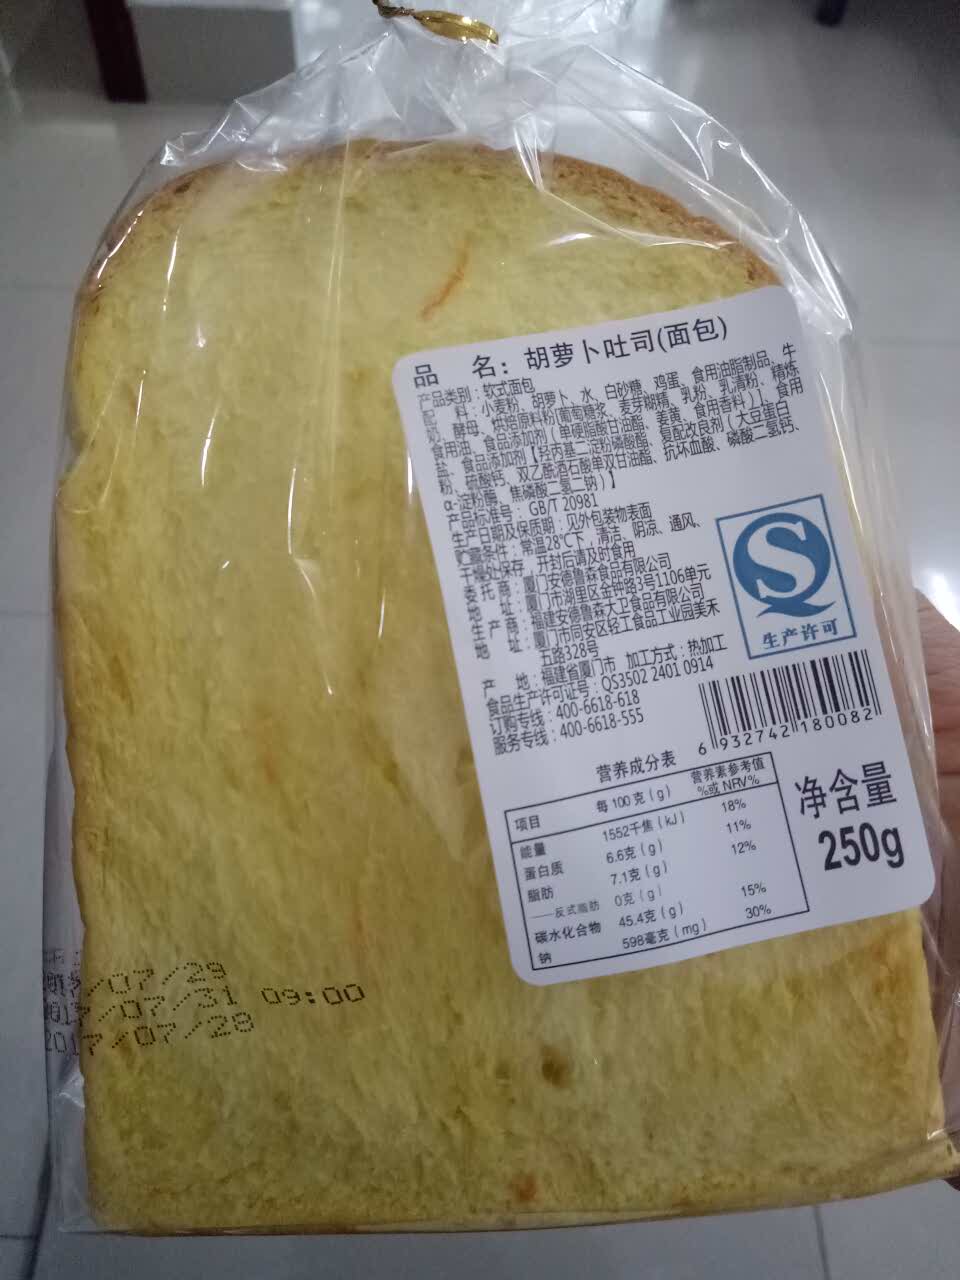 品 名：胡萝卜吐司(面包)
产品类别：软式面包
配 料：小麦粉、胡萝卜、水、白砂糖、鸡蛋、食用油脂制品、牛
奶、酵母、烘焙原料粉[葡萄糖浆、麦芽糊精、乳粉、乳清粉、精炼
食用油、食品添加剂（单硬脂酸甘油酯、姜黄、食用香料）]、食用
盐、食品添加剂【羟丙基二淀粉磷酸酯、复配改良剂（大豆蛋白
粉、硫酸钙、双乙酰酒石酸单双甘油酯、抗坏血酸、磷酸二氢钙、
α-淀粉酶、焦磷酸二氢二钠）】
产品标准号：GB/T 20981
生产日期及保质期：见外包装物表面
贮藏条件：常温28℃下，清洁、阴凉、通风、
干燥处保存，开封后请及时食用
委 托 商：厦门安德鲁森食品有限公司
地 址：厦门市湖里区金钟路3号1106单元
生 产 商：福建安德鲁森大卫食品有限公司
地 址：厦门市同安区轻工食品工业园美禾
五路328号
产 地：福建省厦门市 加工方式：热加工
食品生产许可证号：QS3502 2401 0914
订购专线：400-6618-618
服务专线：400-6618-555
生产许可
6 932742 180082
营养成分表
项目 每100克(g) 营养素参考值%或NRV%
能量 1552千焦(kJ) 18%
蛋白质 6.6克(g) 11%
脂肪 7.1克(g) 12%
——反式脂肪 0克(g)
碳水化合物 45.4克(g) 15%
钠 598毫克(mg) 30%
净含量
250g
/07/29
2017/07/31 09:00
2017/07/28